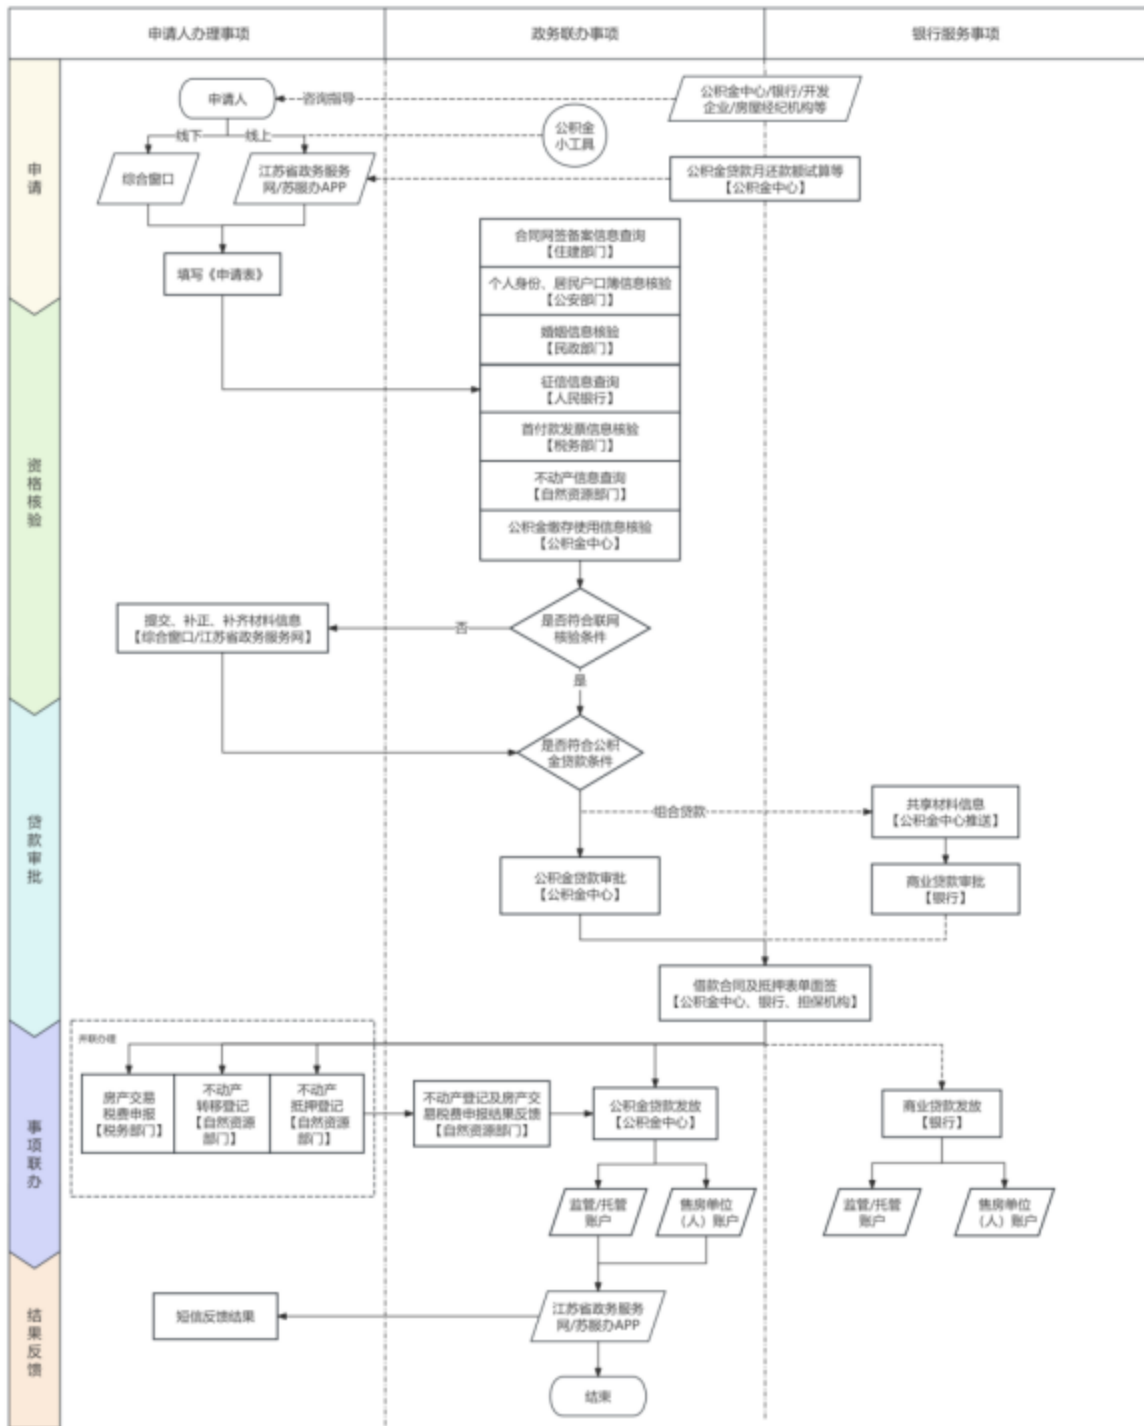 申请人办理事项
政务联办事项
银行服务事项
申请
申请人
咨询指导
公积金中心/银行/开发
企业/房屋经纪机构等
线下
线上
公积金
小工具
综合窗口
江苏省政务服务
网/苏服办APP
公积金贷款月还款额试算等
【公积金中心】
填写《申请表》
资格核验
合同网签备案信息查询
【住建部门】
个人身份、居民户口簿信息核验
【公安部门】
婚姻信息核验
【民政部门】
征信信息查询
【人民银行】
首付款发票信息核验
【税务部门】
不动产信息查询
【自然资源部门】
公积金缴存使用信息核验
【公积金中心】
提交、补正、补齐材料信息
【综合窗口/江苏省政务服务网】
否
是否符合联网
核验条件
是
贷款审批
是否符合公积
金贷款条件
组合贷款
共享材料信息
【公积金中心推送】
公积金贷款审批
【公积金中心】
商业贷款审批
【银行】
借款合同及抵押表单面签
【公积金中心、银行、担保机构】
事项联办
并联办理
房产交易
税费申报
【税务部门】
不动产
转移登记
【自然资源
部门】
不动产
抵押登记
【自然资源
部门】
不动产登记及房产交
易税费申报结果反馈
【自然资源部门】
公积金贷款发放
【公积金中心】
商业贷款发放
【银行】
监管/托管
账户
售房单位
（人）账户
监管/托管
账户
售房单位
（人）账户
结果反馈
短信反馈结果
江苏省政务服务
网/苏服办APP
结束